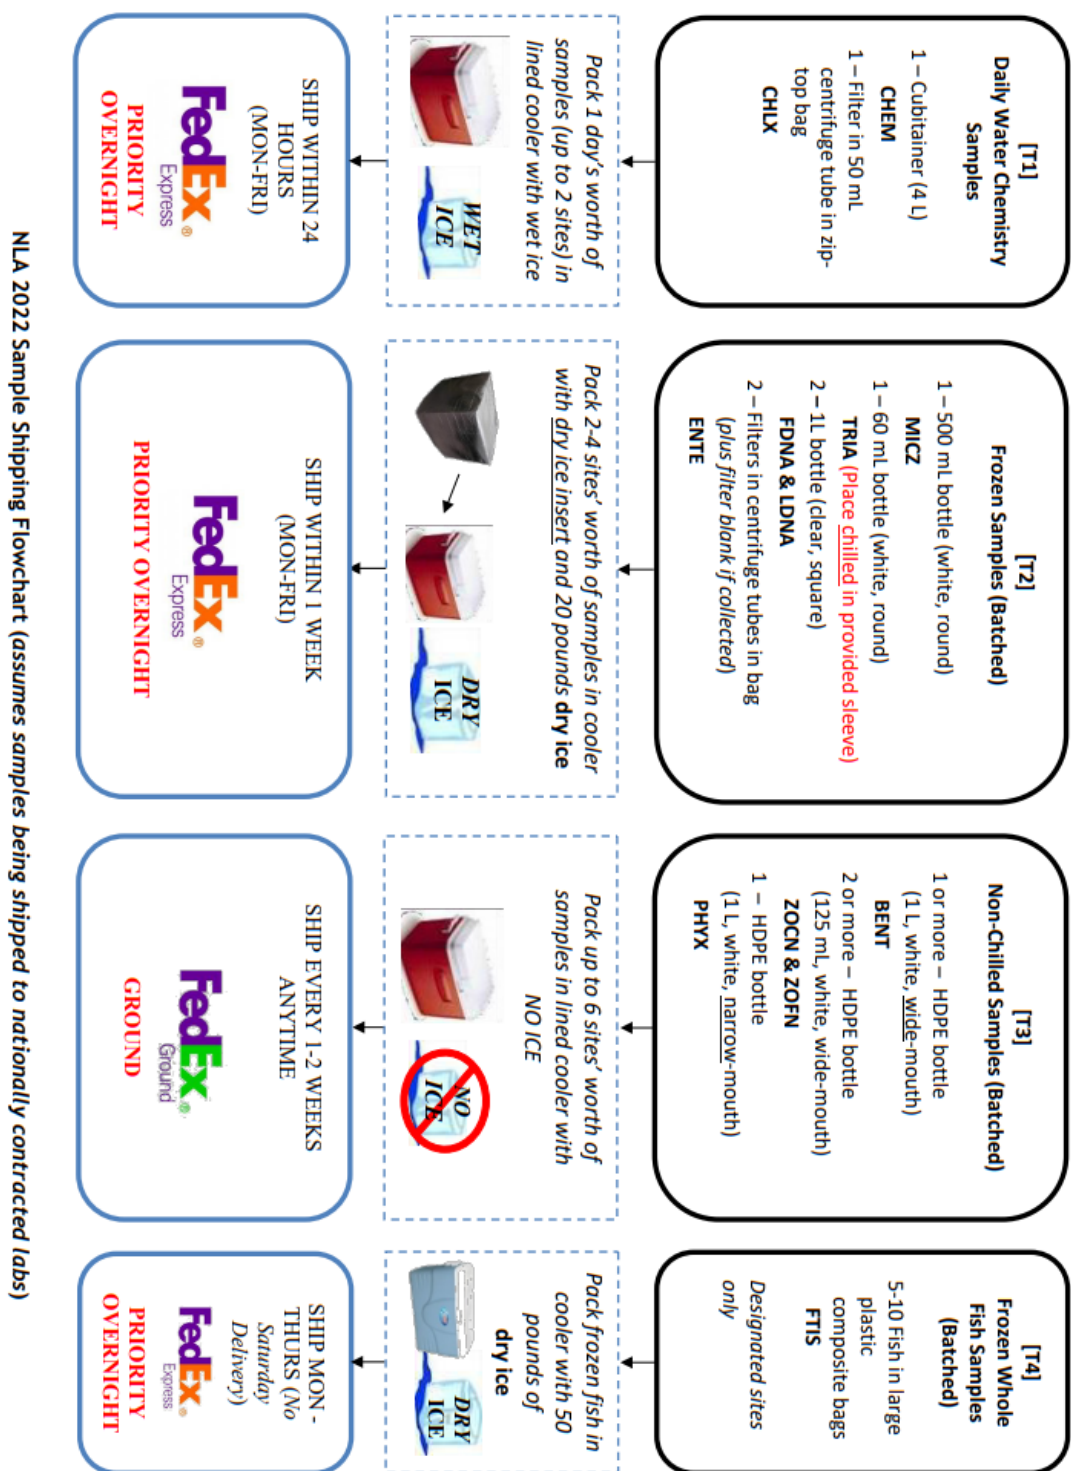 [T1]
Daily Water Chemistry
Samples
1 – Cubitainer (4 L)
CHEM
1 – Filter in 50 mL
centrifuge tube in zip-
top bag
CHLX
Pack 1 day's worth of
samples (up to 2 sites) in
lined cooler with wet ice
WET
ICE
SHIP WITHIN 24
HOURS
(MON-FRI)
FedEx®
Express
PRIORITY
OVERNIGHT
[T2]
Frozen Samples (Batched)
1 – 500 mL bottle (white, round)
MICZ
1 – 60 mL bottle (white, round)
TRIA (Place chilled in provided sleeve)
2 – 1L bottle (clear, square)
FDNA & LDNA
2 – Filters in centrifuge tubes in bag
(plus filter blank if collected)
ENTE
Pack 2-4 sites' worth of samples in cooler
with dry ice insert and 20 pounds dry ice
DRY
ICE
SHIP WITHIN 1 WEEK
(MON-FRI)
FedEx®
Express
PRIORITY OVERNIGHT
[T3]
Non-Chilled Samples (Batched)
1 or more – HDPE bottle
(1 L, white, wide-mouth)
BENT
2 or more – HDPE bottle
(125 mL, white, wide-mouth)
ZOCN & ZOFN
1 – HDPE bottle
(1 L, white, narrow-mouth)
PHYX
Pack up to 6 sites' worth of
samples in lined cooler with
NO ICE
NO
ICE
SHIP EVERY 1-2 WEEKS
ANYTIME
FedEx®
Ground
GROUND
[T4]
Frozen Whole
Fish Samples
(Batched)
5-10 Fish in large
plastic
composite bags
FTIS
Designated sites
only
Pack frozen fish in
cooler with 50
pounds of
dry ice
DRY
ICE
SHIP MON -
THURS (No
Saturday
Delivery)
FedEx®
Express
PRIORITY
OVERNIGHT
NLA 2022 Sample Shipping Flowchart (assumes samples being shipped to nationally contracted labs)